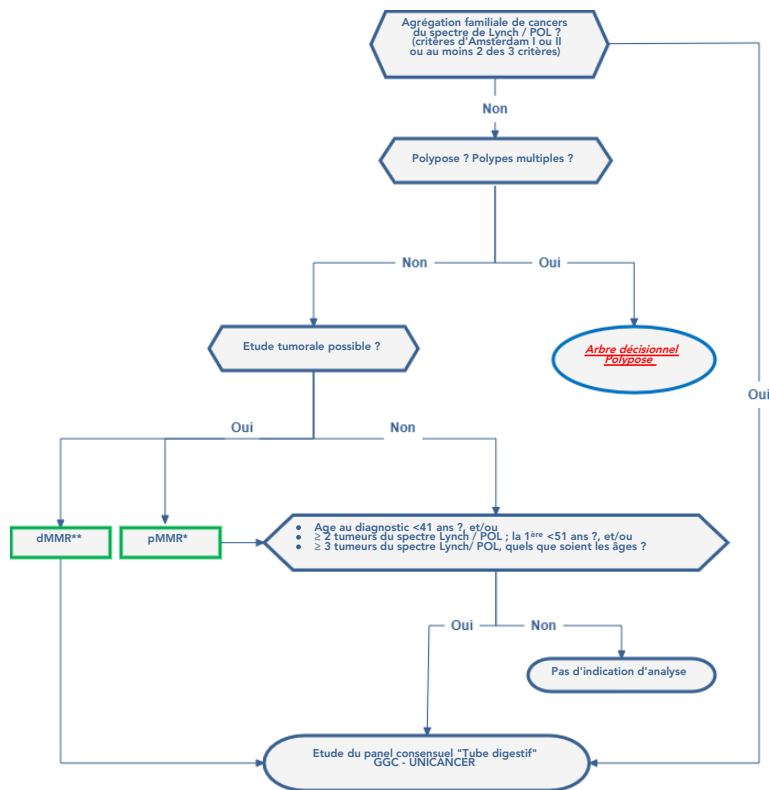 Agrégation familiale de cancers
du spectre de Lynch / POL ?
(critères d'Amsterdam I ou II
ou au moins 2 des 3 critères)
Non
Polypose ? Polypes multiples ?
Non
Oui
Etude tumorale possible ?
Arbre décisionnel
Polypose
Oui
Oui
Non
dMMR**
pMMR*
• Age au diagnostic <41 ans ?, et/ou
• ≥ 2 tumeurs du spectre Lynch / POL ; la 1ère <51 ans ?, et/ou
• ≥ 3 tumeurs du spectre Lynch/ POL, quels que soient les âges ?
Oui
Non
Pas d'indication d'analyse
Etude du panel consensuel "Tube digestif"
GGC - UNICANCER